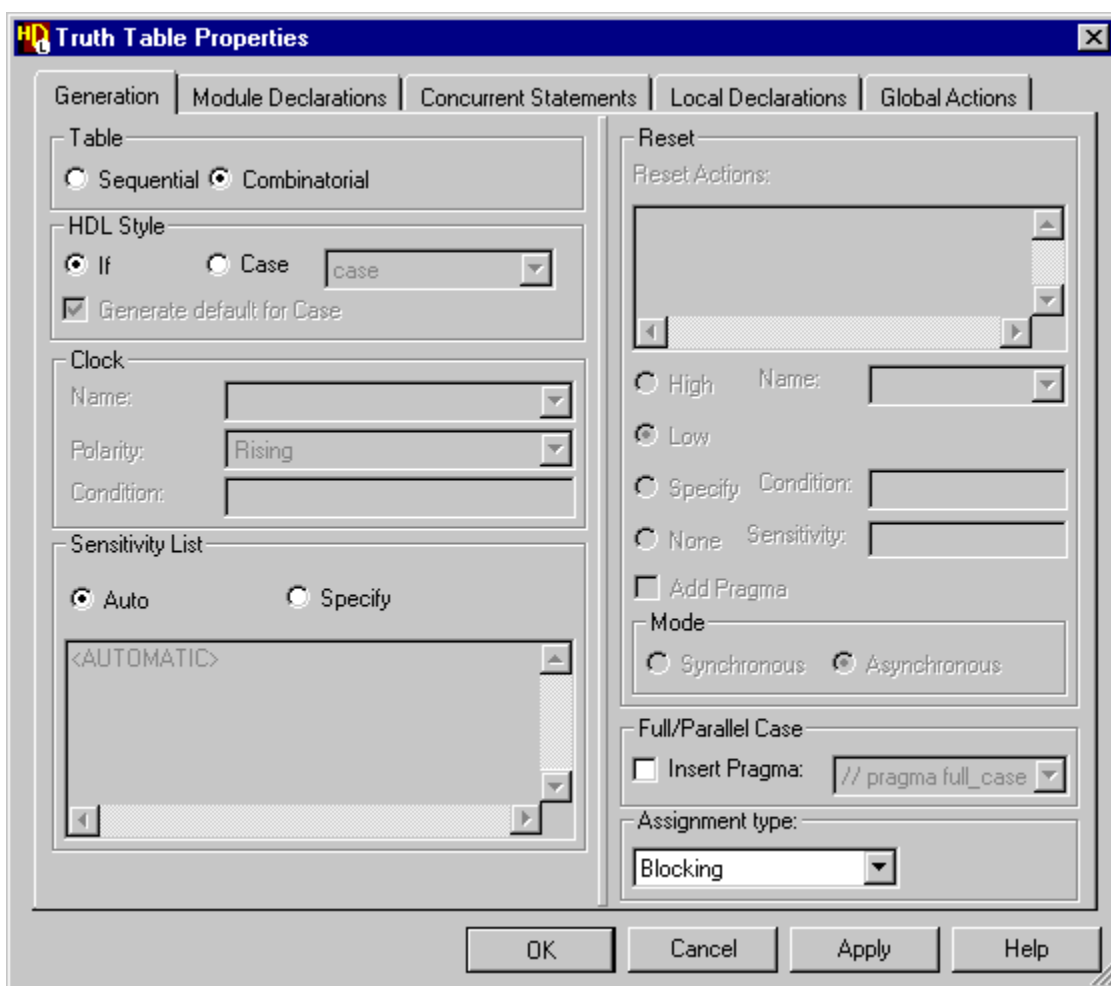 HDL Truth Table Properties
Generation Module Declarations Concurrent Statements Local Declarations Global Actions
Table
Sequential Combinatorial
HDL Style
If Case case
Generate default for Case
Clock
Name:
Polarity: Rising
Condition:
Sensitivity List
Auto Specify
<AUTOMATIC>
Reset
Reset Actions:
High Name:
Low
Specify Condition:
None Sensitivity:
Add Pragma
Mode
Synchronous Asynchronous
Full/Parallel Case
Insert Pragma: // pragma full_case
Assignment type:
Blocking
OK Cancel Apply Help